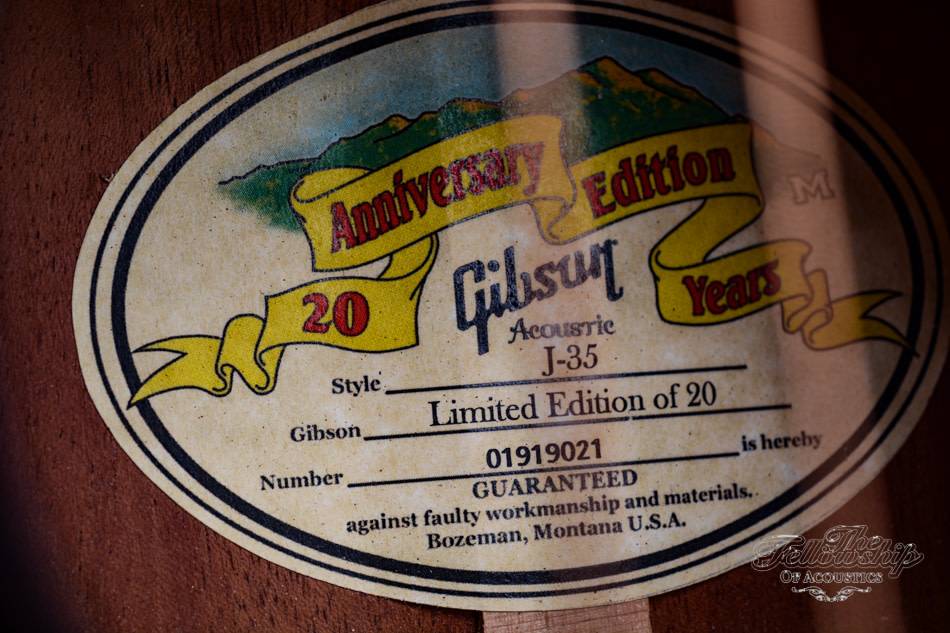 Anniversary Edition
20 Years
M
Gibson
Acoustic
Style J-35
Gibson Limited Edition of 20
Number 01919021 is hereby
GUARANTEED
against faulty workmanship and materials.
Bozeman, Montana U.S.A.
The
Fellowship
OF ACOUSTICS